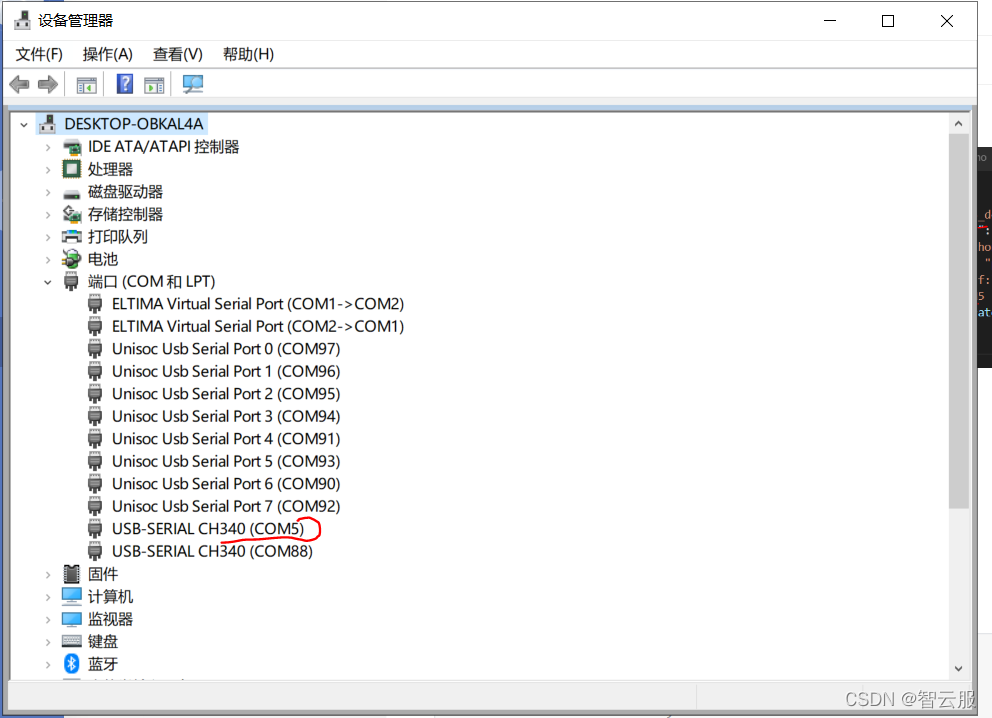 设备管理器
文件(F) 操作(A) 查看(V) 帮助(H)
DESKTOP-OBKAL4A
IDE ATA/ATAPI 控制器
处理器
磁盘驱动器
存储控制器
打印队列
电池
端口 (COM 和 LPT)
ELTIMA Virtual Serial Port (COM1->COM2)
ELTIMA Virtual Serial Port (COM2->COM1)
Unisoc Usb Serial Port 0 (COM97)
Unisoc Usb Serial Port 1 (COM96)
Unisoc Usb Serial Port 2 (COM95)
Unisoc Usb Serial Port 3 (COM94)
Unisoc Usb Serial Port 4 (COM91)
Unisoc Usb Serial Port 5 (COM93)
Unisoc Usb Serial Port 6 (COM90)
Unisoc Usb Serial Port 7 (COM92)
USB-SERIAL CH340 (COM5)
USB-SERIAL CH340 (COM88)
固件
计算机
监视器
键盘
蓝牙
CSDN @智云服